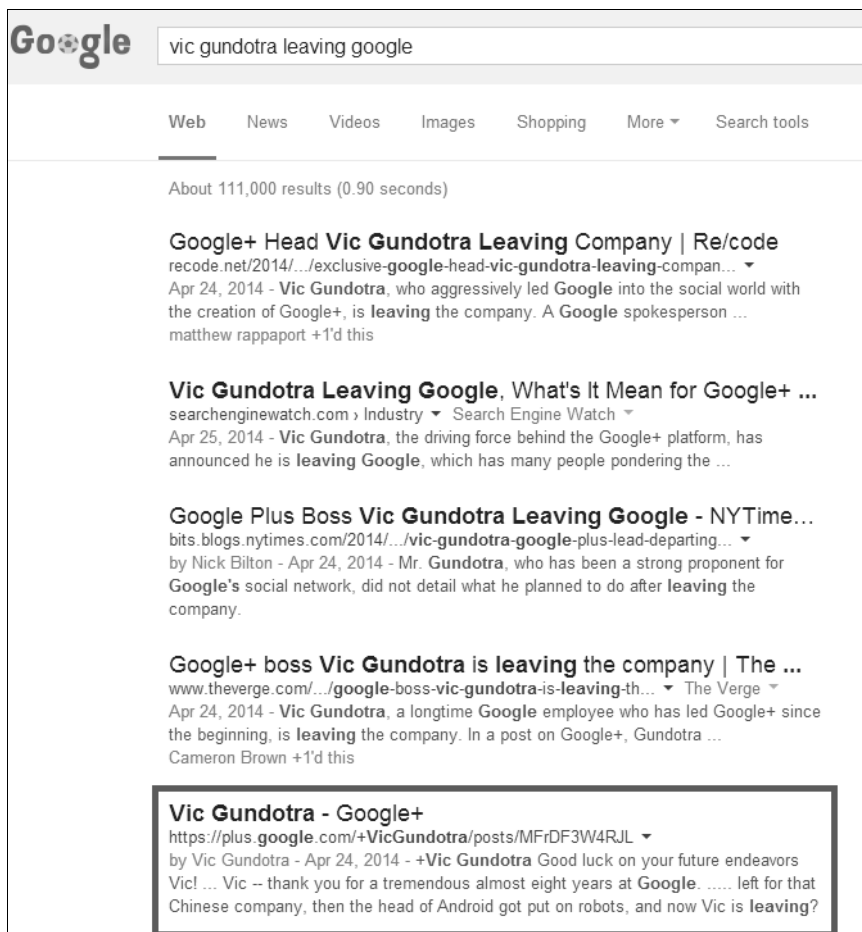 Google
vic gundotra leaving google
Web News Videos Images Shopping More Search tools
About 111,000 results (0.90 seconds)
Google+ Head Vic Gundotra Leaving Company | Re/code
recode.net/2014/.../exclusive-google-head-vic-gundotra-leaving-compan...
Apr 24, 2014 - Vic Gundotra, who aggressively led Google into the social world with
the creation of Google+, is leaving the company. A Google spokesperson ...
matthew rappaport +1'd this
Vic Gundotra Leaving Google, What's It Mean for Google+ ...
searchenginewatch.com › Industry Search Engine Watch
Apr 25, 2014 - Vic Gundotra, the driving force behind the Google+ platform, has
announced he is leaving Google, which has many people pondering the ...
Google Plus Boss Vic Gundotra Leaving Google - NYTime...
bits.blogs.nytimes.com/2014/.../vic-gundotra-google-plus-lead-departing...
by Nick Bilton - Apr 24, 2014 - Mr. Gundotra, who has been a strong proponent for
Google's social network, did not detail what he planned to do after leaving the
company.
Google+ boss Vic Gundotra is leaving the company | The ...
www.theverge.com/.../google-boss-vic-gundotra-is-leaving-th... The Verge
Apr 24, 2014 - Vic Gundotra, a longtime Google employee who has led Google+ since
the beginning, is leaving the company. In a post on Google+, Gundotra ...
Cameron Brown +1'd this
Vic Gundotra - Google+
https://plus.google.com/+VicGundotra/posts/MFrDF3W4RJL
by Vic Gundotra - Apr 24, 2014 - +Vic Gundotra Good luck on your future endeavors
Vic! ... Vic -- thank you for a tremendous almost eight years at Google. ..... left for that
Chinese company, then the head of Android got put on robots, and now Vic is leaving?